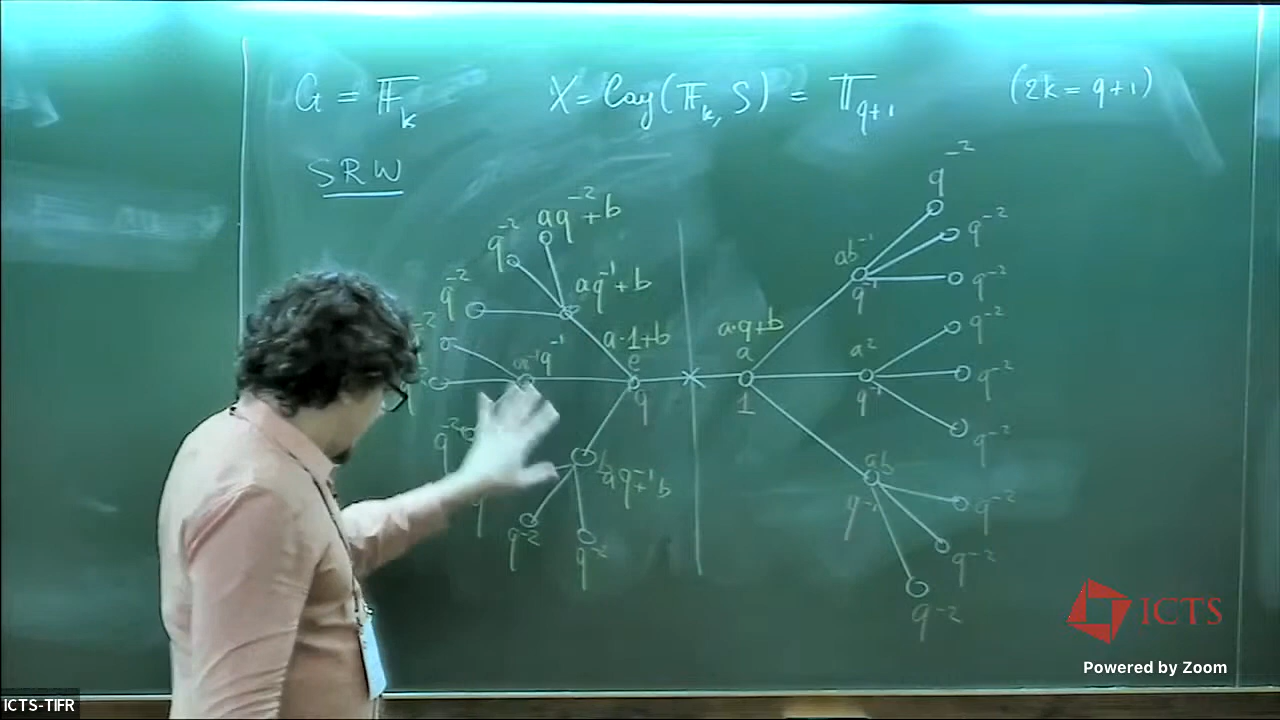 G = 𝔽_k X = Cay(𝔽_k, S) = 𝕋_{q+1} (2k = q+1)
SRW
q^{-2}
aq^{-2}+b
q^{-2}
q^{-2}
q^{-2}
ab^{-1}
q^{-1}
q^{-2}
q^{-2}
aq^{-1}+b
a·1+b
a·q+b
q^{-2}
a^{-1} q^{-1}
e
q
a
1
a^2
q^{-1}
q^{-2}
q^{-2}
q^{-2}
b
aq^{-1}+b
ab
q^{-1}
q^{-2}
q^{-2}
q^{-2}
q^{-2}
q^{-2}
ICTS
Powered by Zoom
ICTS-TIFR